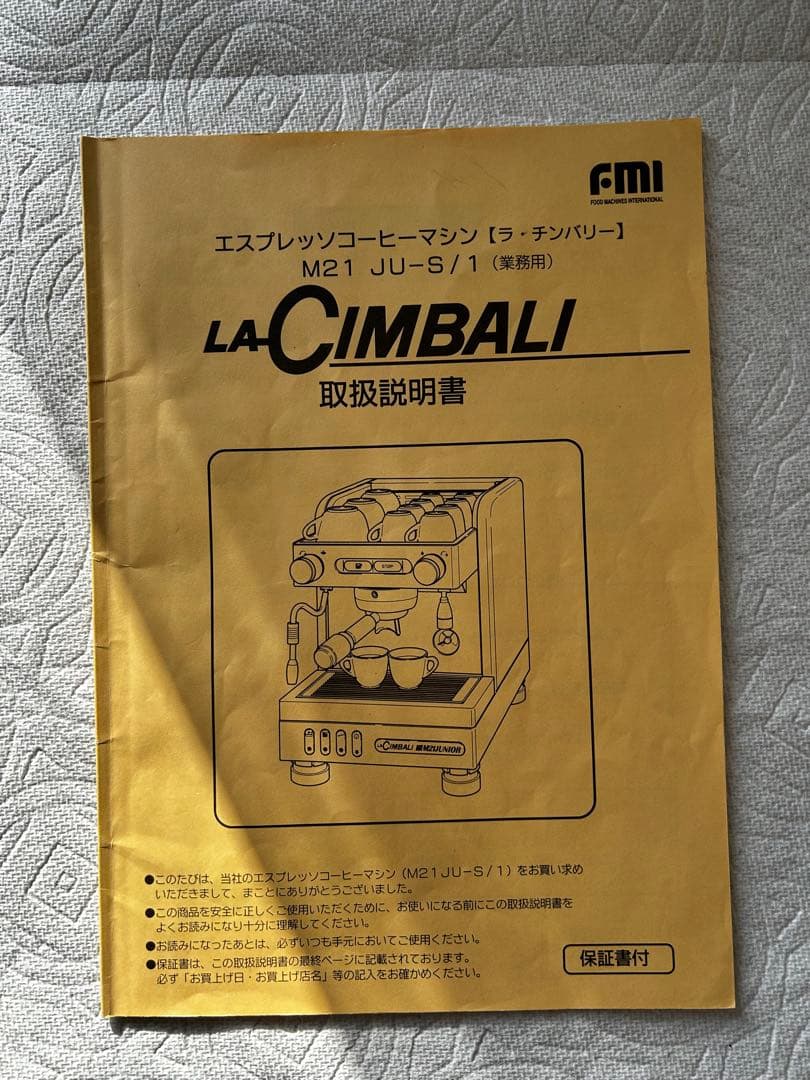 FMI
FOOD MACHINES INTERNATIONAL
エスプレッソコーヒーマシン【ラ・チンバリー】
M21 JU-S/1（業務用）
LA CIMBALI
取扱説明書
STOP
LA CIMBALI M21JUNIOR
●このたびは、当社のエスプレッソコーヒーマシン（M21JU-S/1）をお買い求め
いただきまして、まことにありがとうございました。
●この商品を安全に正しくご使用いただくために、お使いになる前にこの取扱説明書を
よくお読みになり十分に理解してください。
●お読みになったあとは、必ずいつも手元においてご使用ください。
●保証書は、この取扱説明書の最終ページに記載されております。
必ず「お買上げ日・お買上げ店名」等の記入をお確かめください。
保証書付